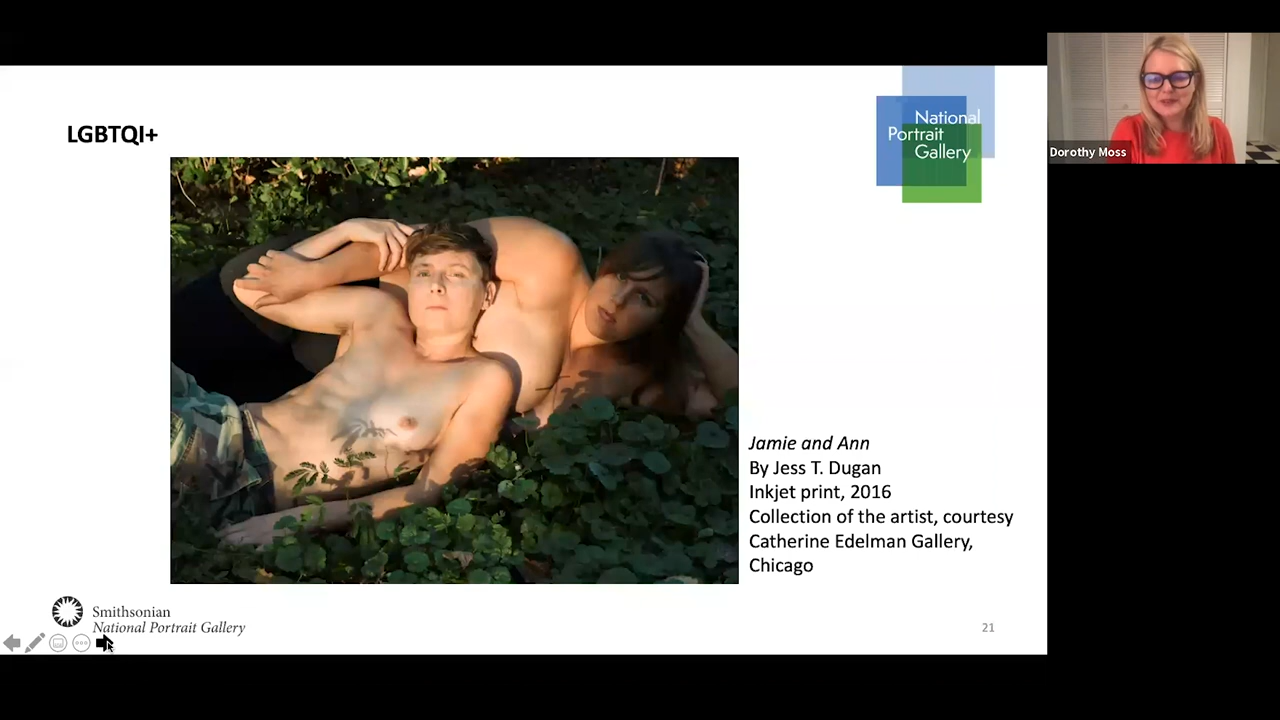 LGBTQI+
National
Portrait
Gallery
Dorothy Moss
Jamie and Ann
By Jess T. Dugan
Inkjet print, 2016
Collection of the artist, courtesy
Catherine Edelman Gallery,
Chicago
Smithsonian
National Portrait Gallery
21